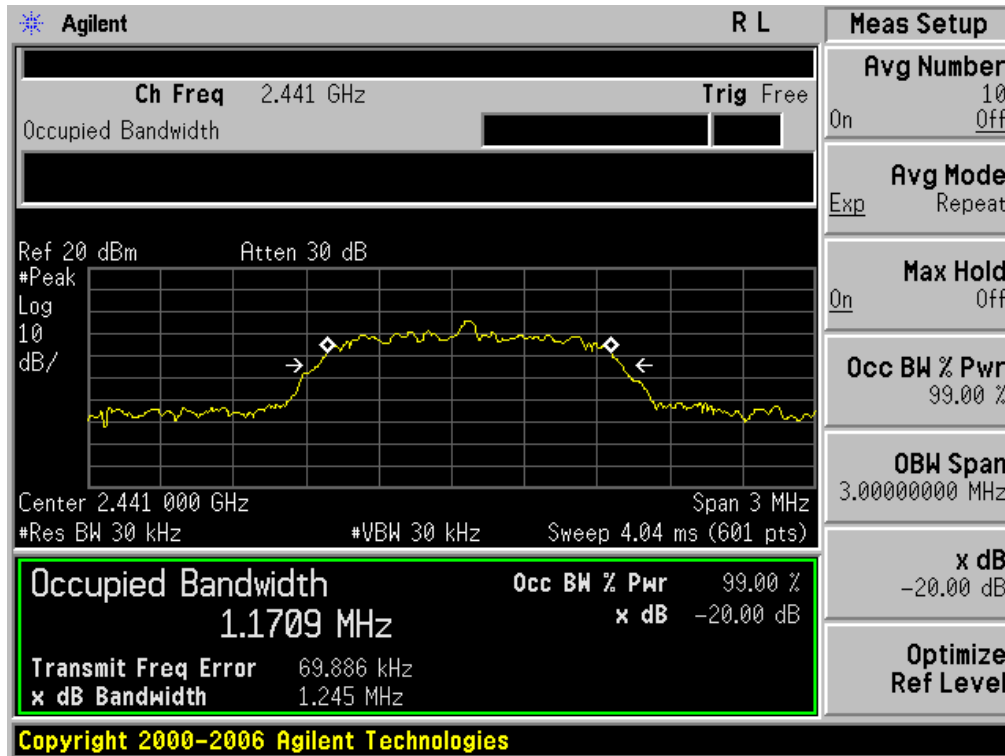 Agilent R L
Ch Freq 2.441 GHz Trig Free
Occupied Bandwidth
Ref 20 dBm Atten 30 dB
#Peak
Log
10
dB/
Center 2.441 000 GHz Span 3 MHz
#Res BW 30 kHz #VBW 30 kHz Sweep 4.04 ms (601 pts)
Occupied Bandwidth
1.1709 MHz
Occ BW % Pwr 99.00 %
x dB -20.00 dB
Transmit Freq Error 69.886 kHz
x dB Bandwidth 1.245 MHz
Copyright 2000-2006 Agilent Technologies
Meas Setup
Avg Number
10
On Off
Avg Mode
Exp Repeat
Max Hold
On Off
Occ BW % Pwr
99.00 %
OBW Span
3.00000000 MHz
x dB
-20.00 dB
Optimize
Ref Level